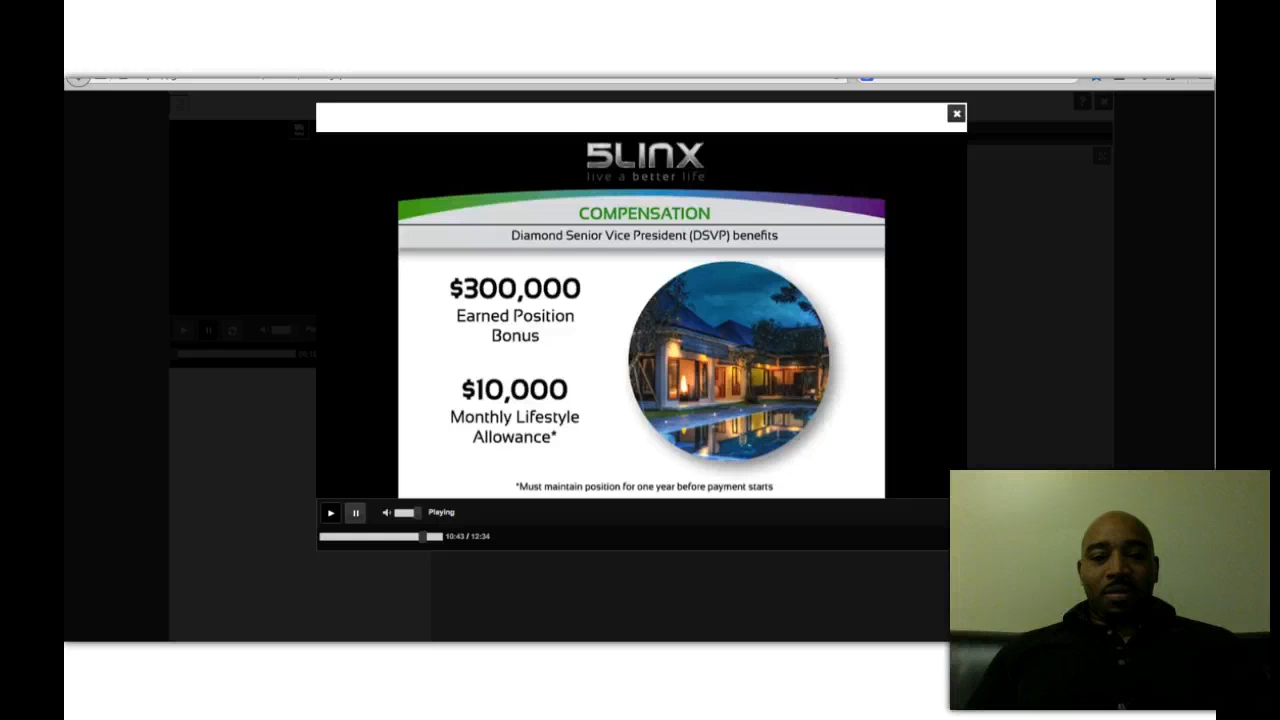 5LINX
live a better life
COMPENSATION
Diamond Senior Vice President (DSVP) benefits
$300,000
Earned Position
Bonus
$10,000
Monthly Lifestyle
Allowance*
*Must maintain position for one year before payment starts
Playing
10:43 / 12:34